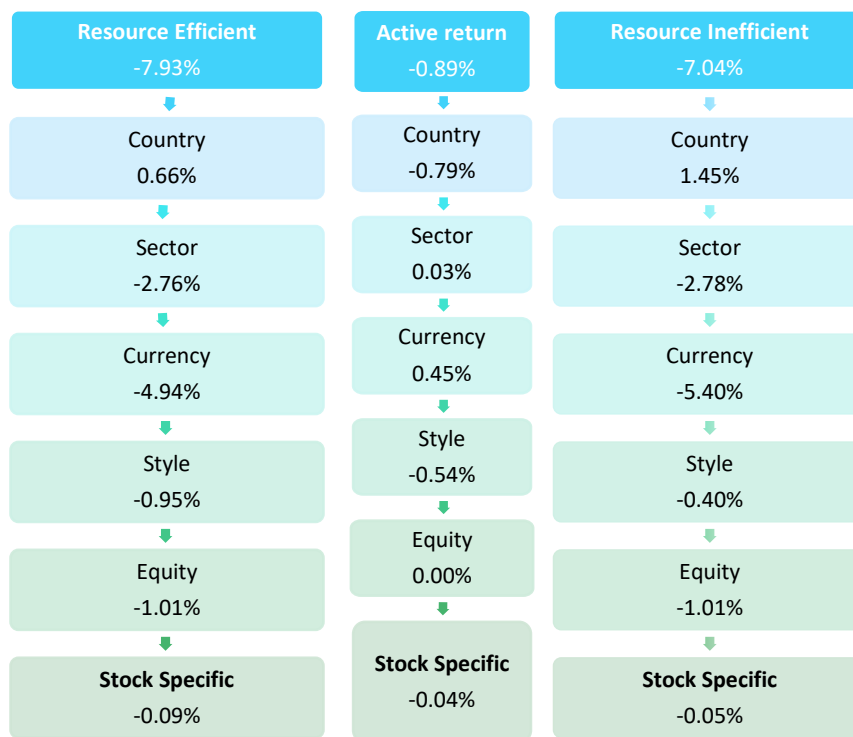 Resource Efficient
-7.93%
Country
0.66%
Sector
-2.76%
Currency
-4.94%
Style
-0.95%
Equity
-1.01%
Stock Specific
-0.09%
Active return
-0.89%
Country
-0.79%
Sector
0.03%
Currency
0.45%
Style
-0.54%
Equity
0.00%
Stock Specific
-0.04%
Resource Inefficient
-7.04%
Country
1.45%
Sector
-2.78%
Currency
-5.40%
Style
-0.40%
Equity
-1.01%
Stock Specific
-0.05%